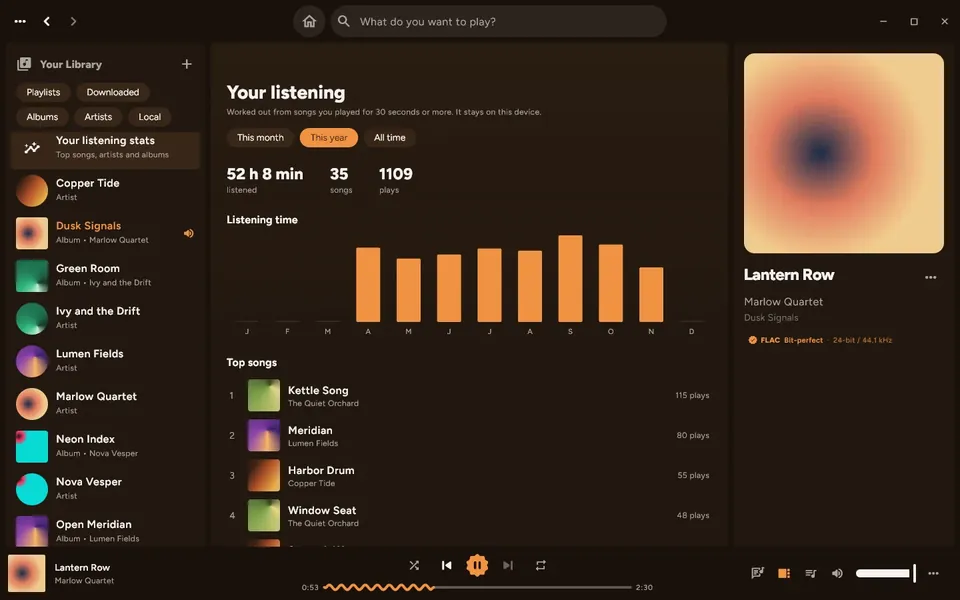 What do you want to play?
Your Library
Playlists
Downloaded
Albums
Artists
Local
Your listening stats
Top songs, artists and albums
Copper Tide
Artist
Dusk Signals
Album • Marlow Quartet
Green Room
Album • Ivy and the Drift
Ivy and the Drift
Artist
Lumen Fields
Artist
Marlow Quartet
Artist
Neon Index
Album • Nova Vesper
Nova Vesper
Artist
Open Meridian
Album • Lumen Fields
Your listening
Worked out from songs you played for 30 seconds or more. It stays on this device.
This month
This year
All time
52 h 8 min
listened
35
songs
1109
plays
Listening time
J F M A M J J A S O N D
Top songs
1
Kettle Song
The Quiet Orchard
115 plays
2
Meridian
Lumen Fields
80 plays
3
Harbor Drum
Copper Tide
55 plays
4
Window Seat
The Quiet Orchard
48 plays
Lantern Row
Marlow Quartet
Dusk Signals
FLAC Bit-perfect · 24-bit / 44.1 kHz
Lantern Row
Marlow Quartet
0:53
2:30